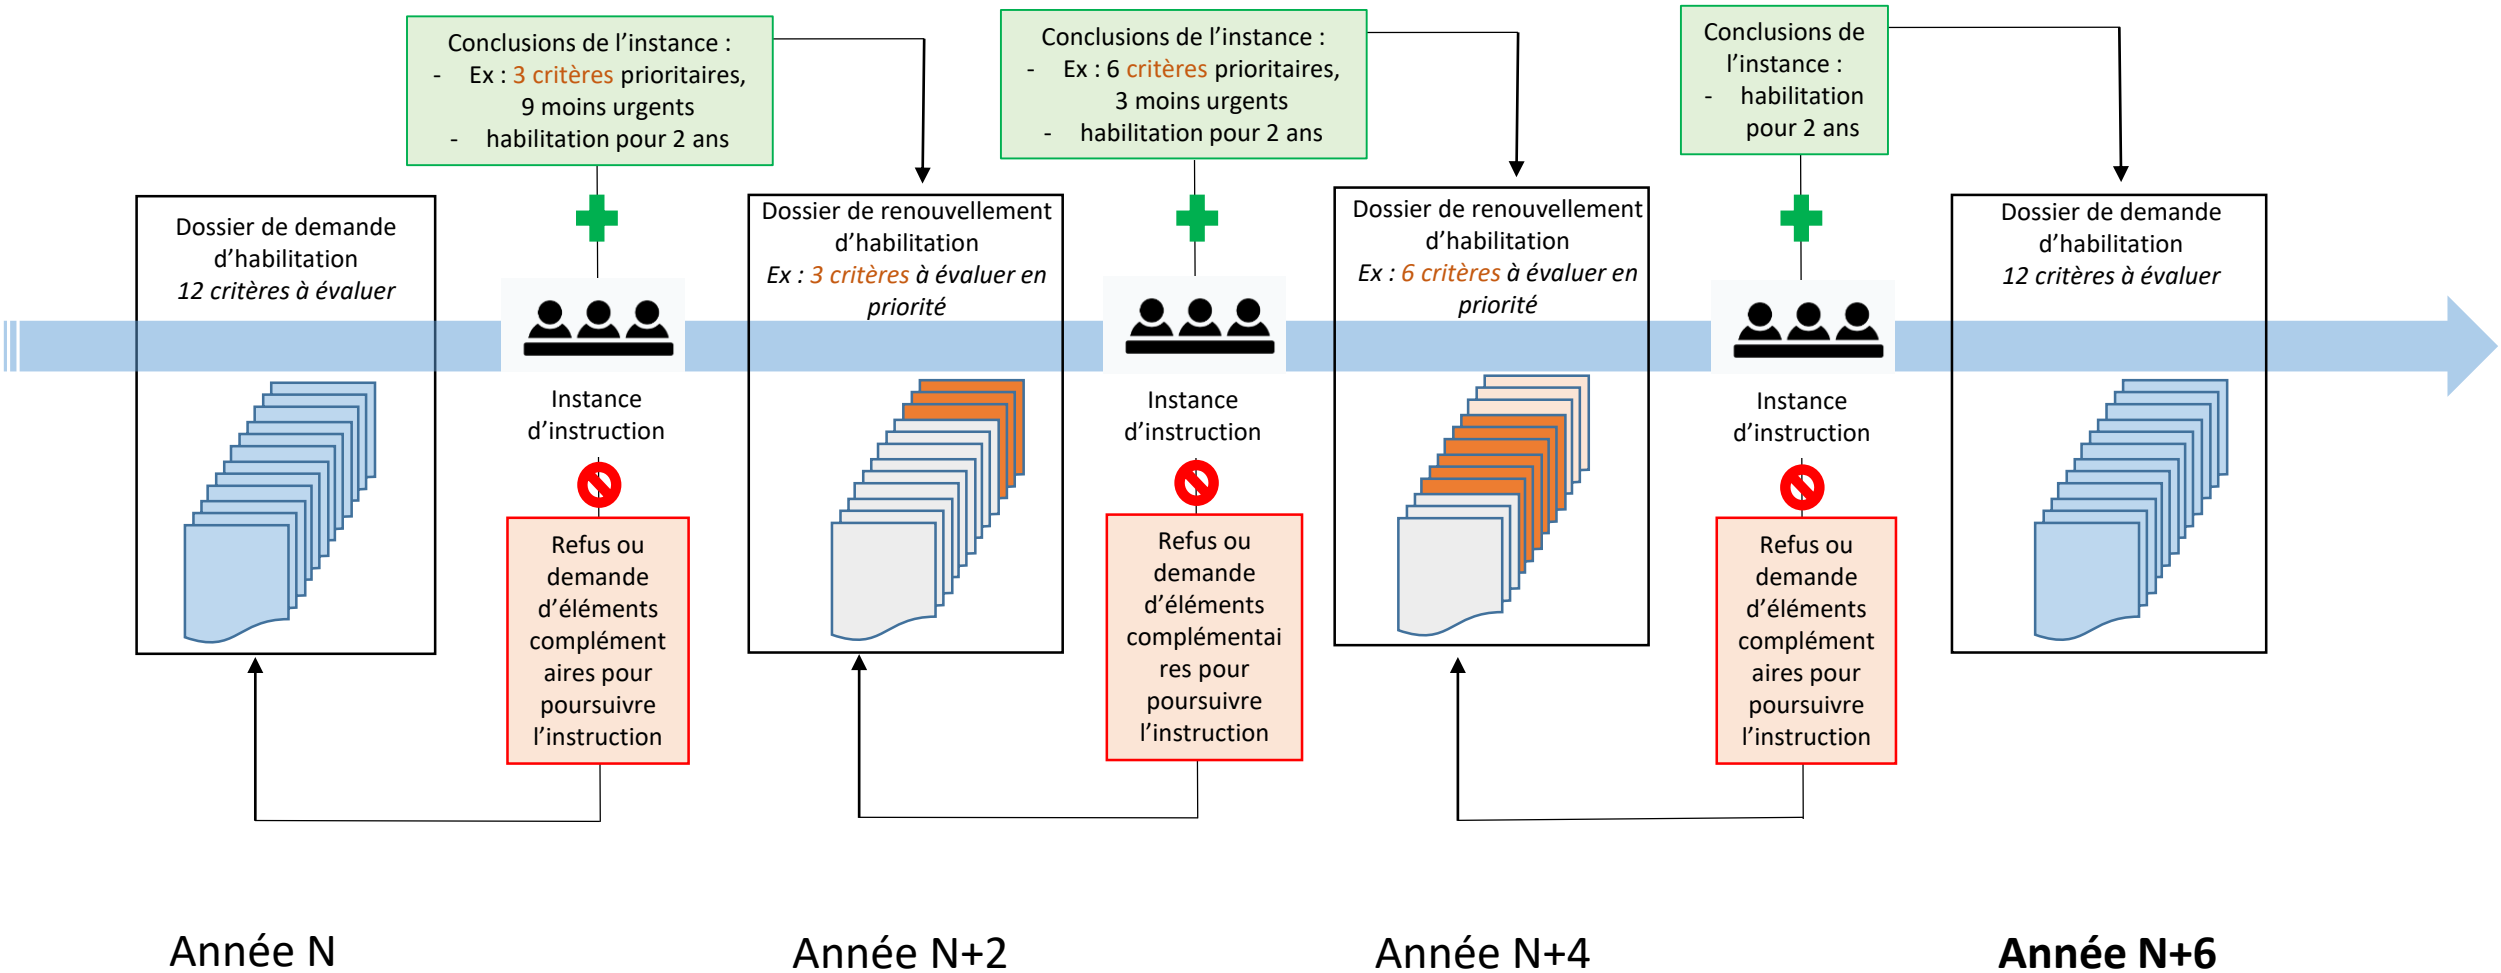 Conclusions de l’instance :
- Ex : 3 critères prioritaires,
9 moins urgents
- habilitation pour 2 ans
Conclusions de l’instance :
- Ex : 6 critères prioritaires,
3 moins urgents
- habilitation pour 2 ans
Conclusions de
l’instance :
- habilitation
pour 2 ans
Dossier de demande
d’habilitation
12 critères à évaluer
Dossier de renouvellement
d’habilitation
Ex : 3 critères à évaluer en
priorité
Dossier de renouvellement
d’habilitation
Ex : 6 critères à évaluer en
priorité
Dossier de demande
d’habilitation
12 critères à évaluer
Instance
d’instruction
Instance
d’instruction
Instance
d’instruction
Refus ou
demande
d’éléments
complément
aires pour
poursuivre
l’instruction
Refus ou
demande
d’éléments
complémentai
res pour
poursuivre
l’instruction
Refus ou
demande
d’éléments
complément
aires pour
poursuivre
l’instruction
Année N
Année N+2
Année N+4
Année N+6